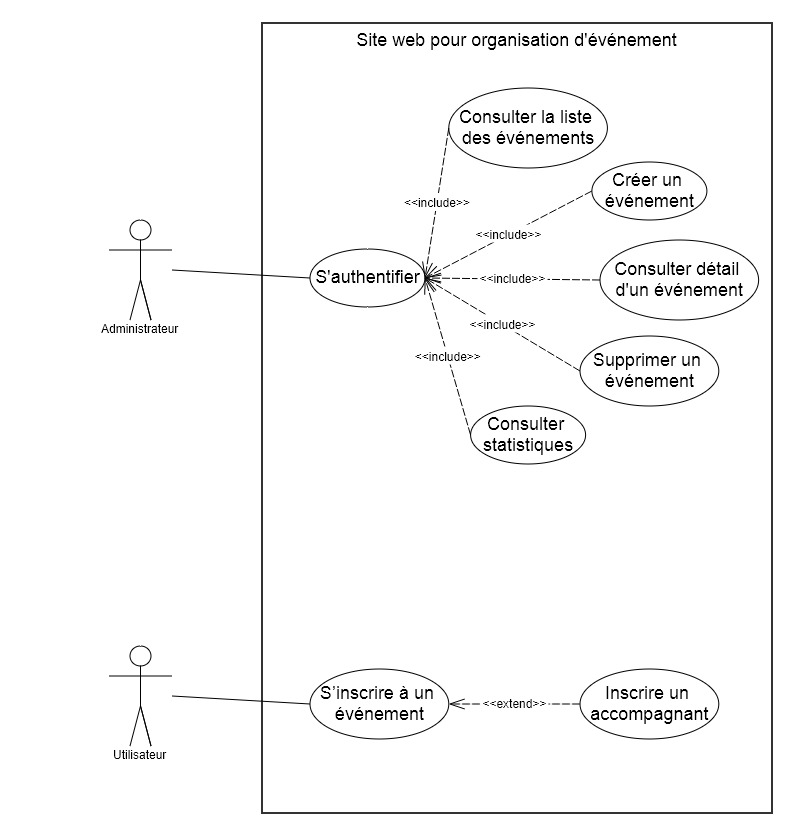 Site web pour organisation d'événement
Consulter la liste
des événements
Créer un
événement
<<include>>
<<include>>
S'authentifier
<<include>>
Consulter détail
d'un événement
Administrateur
<<include>>
<<include>>
Supprimer un
événement
Consulter
statistiques
S'inscrire à un
événement
<<extend>>
Inscrire un
accompagnant
Utilisateur